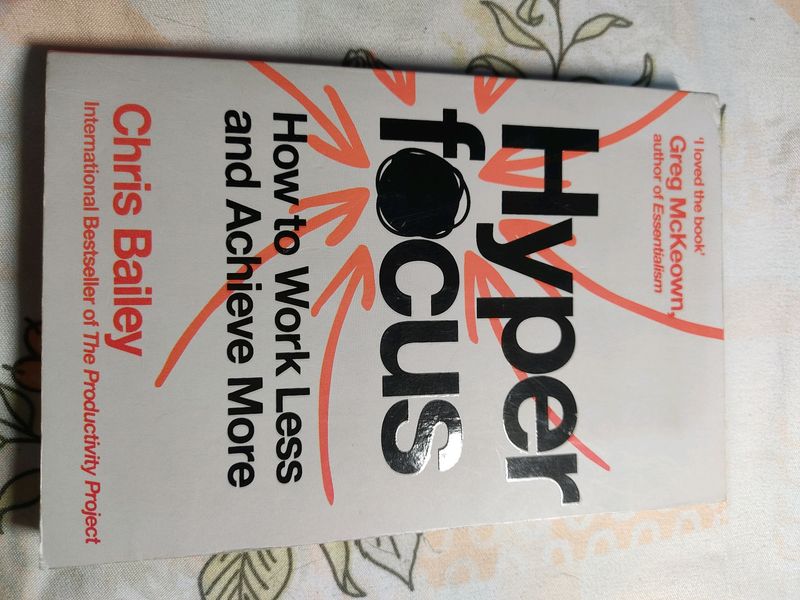 'I loved the book'
Greg McKeown,
author of Essentialism
Hyper
focus
How to Work Less
and Achieve More
Chris Bailey
International Bestseller of The Productivity Project